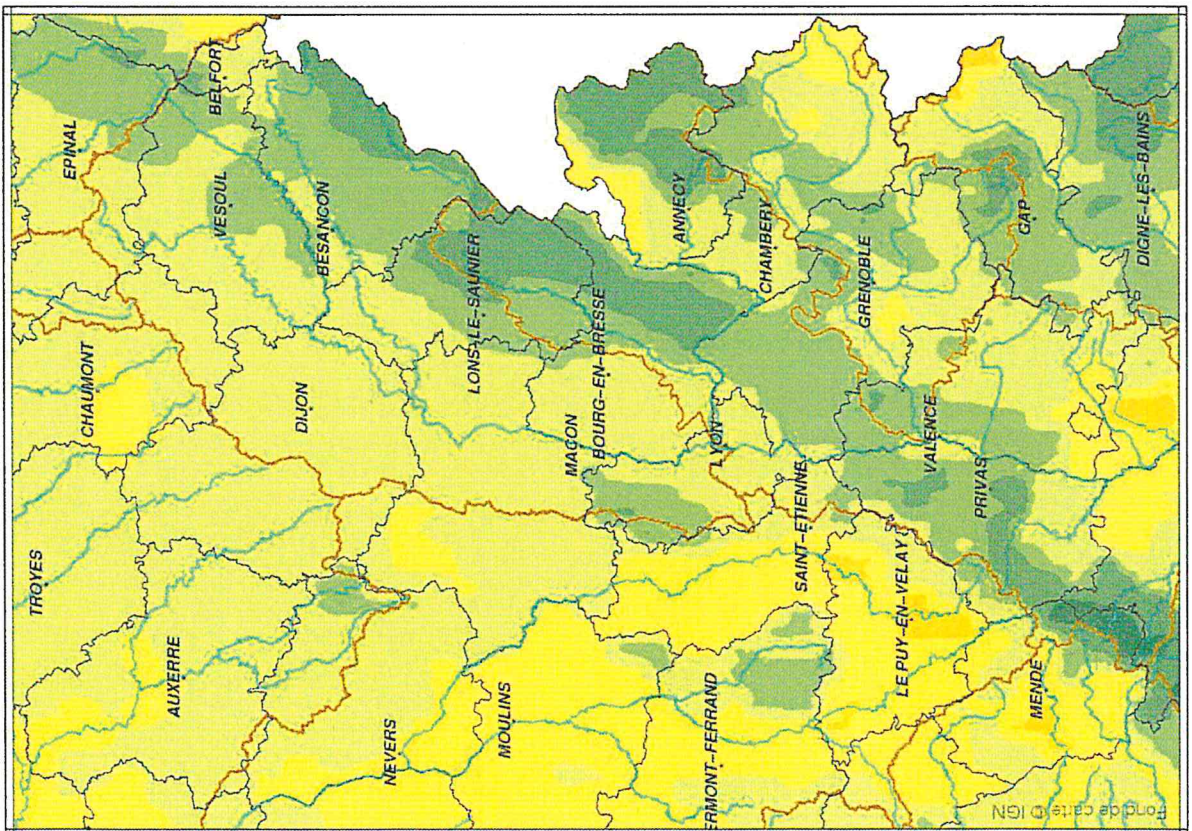 EPINAL
BELFORT
VESOUL
BESANCON
CHAUMONT
DIJON
LONS-LE-SAUNIER
TROYES
AUXERRE
NEVERS
MOULINS
MACON
BOURG-EN-BRESSE
ANNECY
CHAMBERY
LYON
GRENOBLE
SAINT-ETIENNE
VALENCE
GAP
PRIVAS
DIGNE-LES-BAINS
LE PUY-EN-VELAY
MENDE
ERMONT-FERRAND
Fond de carte © IGN